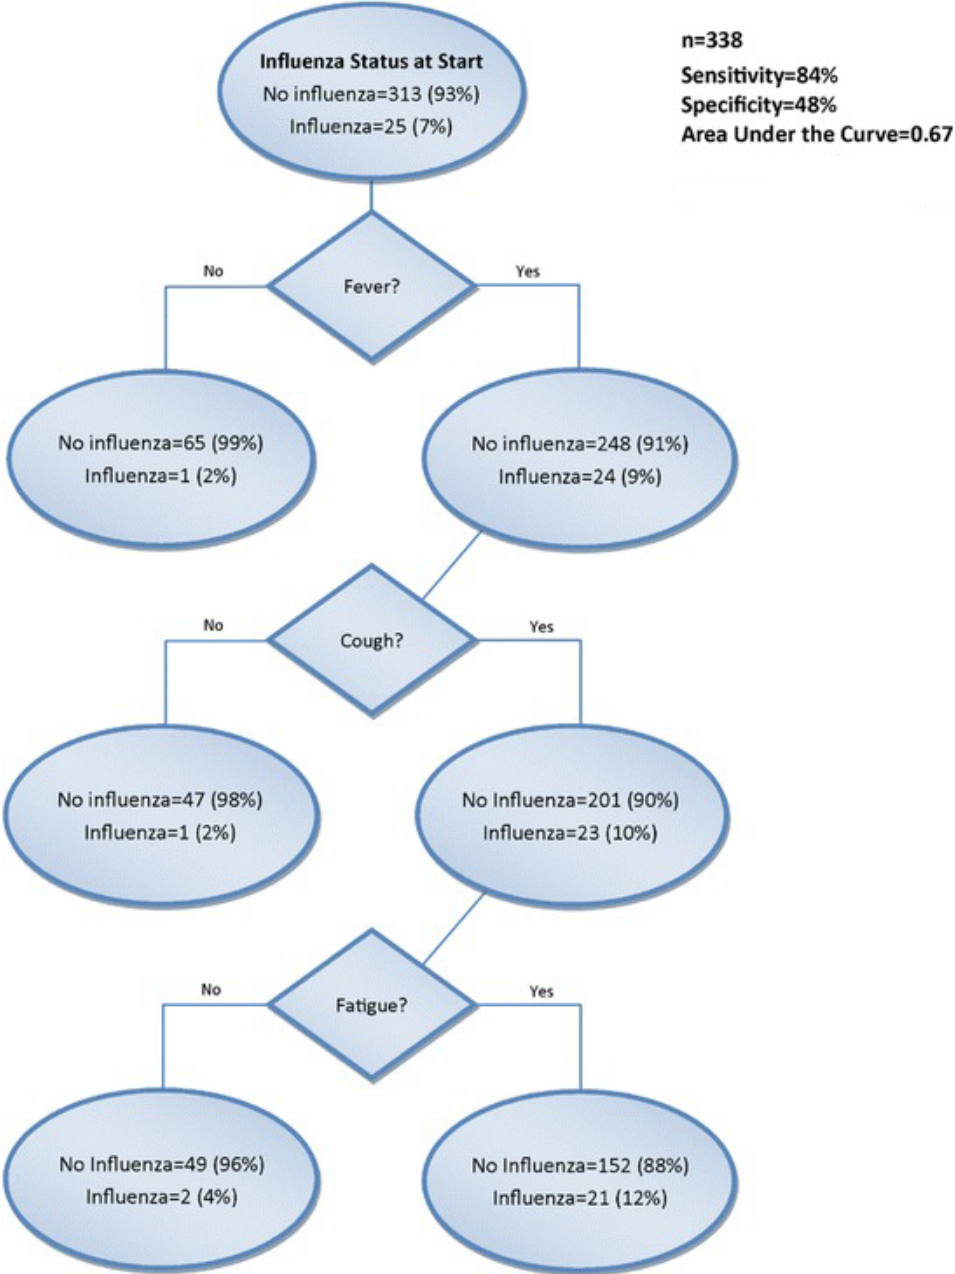 Influenza Status at Start
No influenza=313 (93%)
Influenza=25 (7%)
n=338
Sensitivity=84%
Specificity=48%
Area Under the Curve=0.67
Fever?
No
Yes
No influenza=65 (99%)
Influenza=1 (2%)
No influenza=248 (91%)
Influenza=24 (9%)
Cough?
No
Yes
No influenza=47 (98%)
Influenza=1 (2%)
No Influenza=201 (90%)
Influenza=23 (10%)
Fatigue?
No
Yes
No Influenza=49 (96%)
Influenza=2 (4%)
No Influenza=152 (88%)
Influenza=21 (12%)